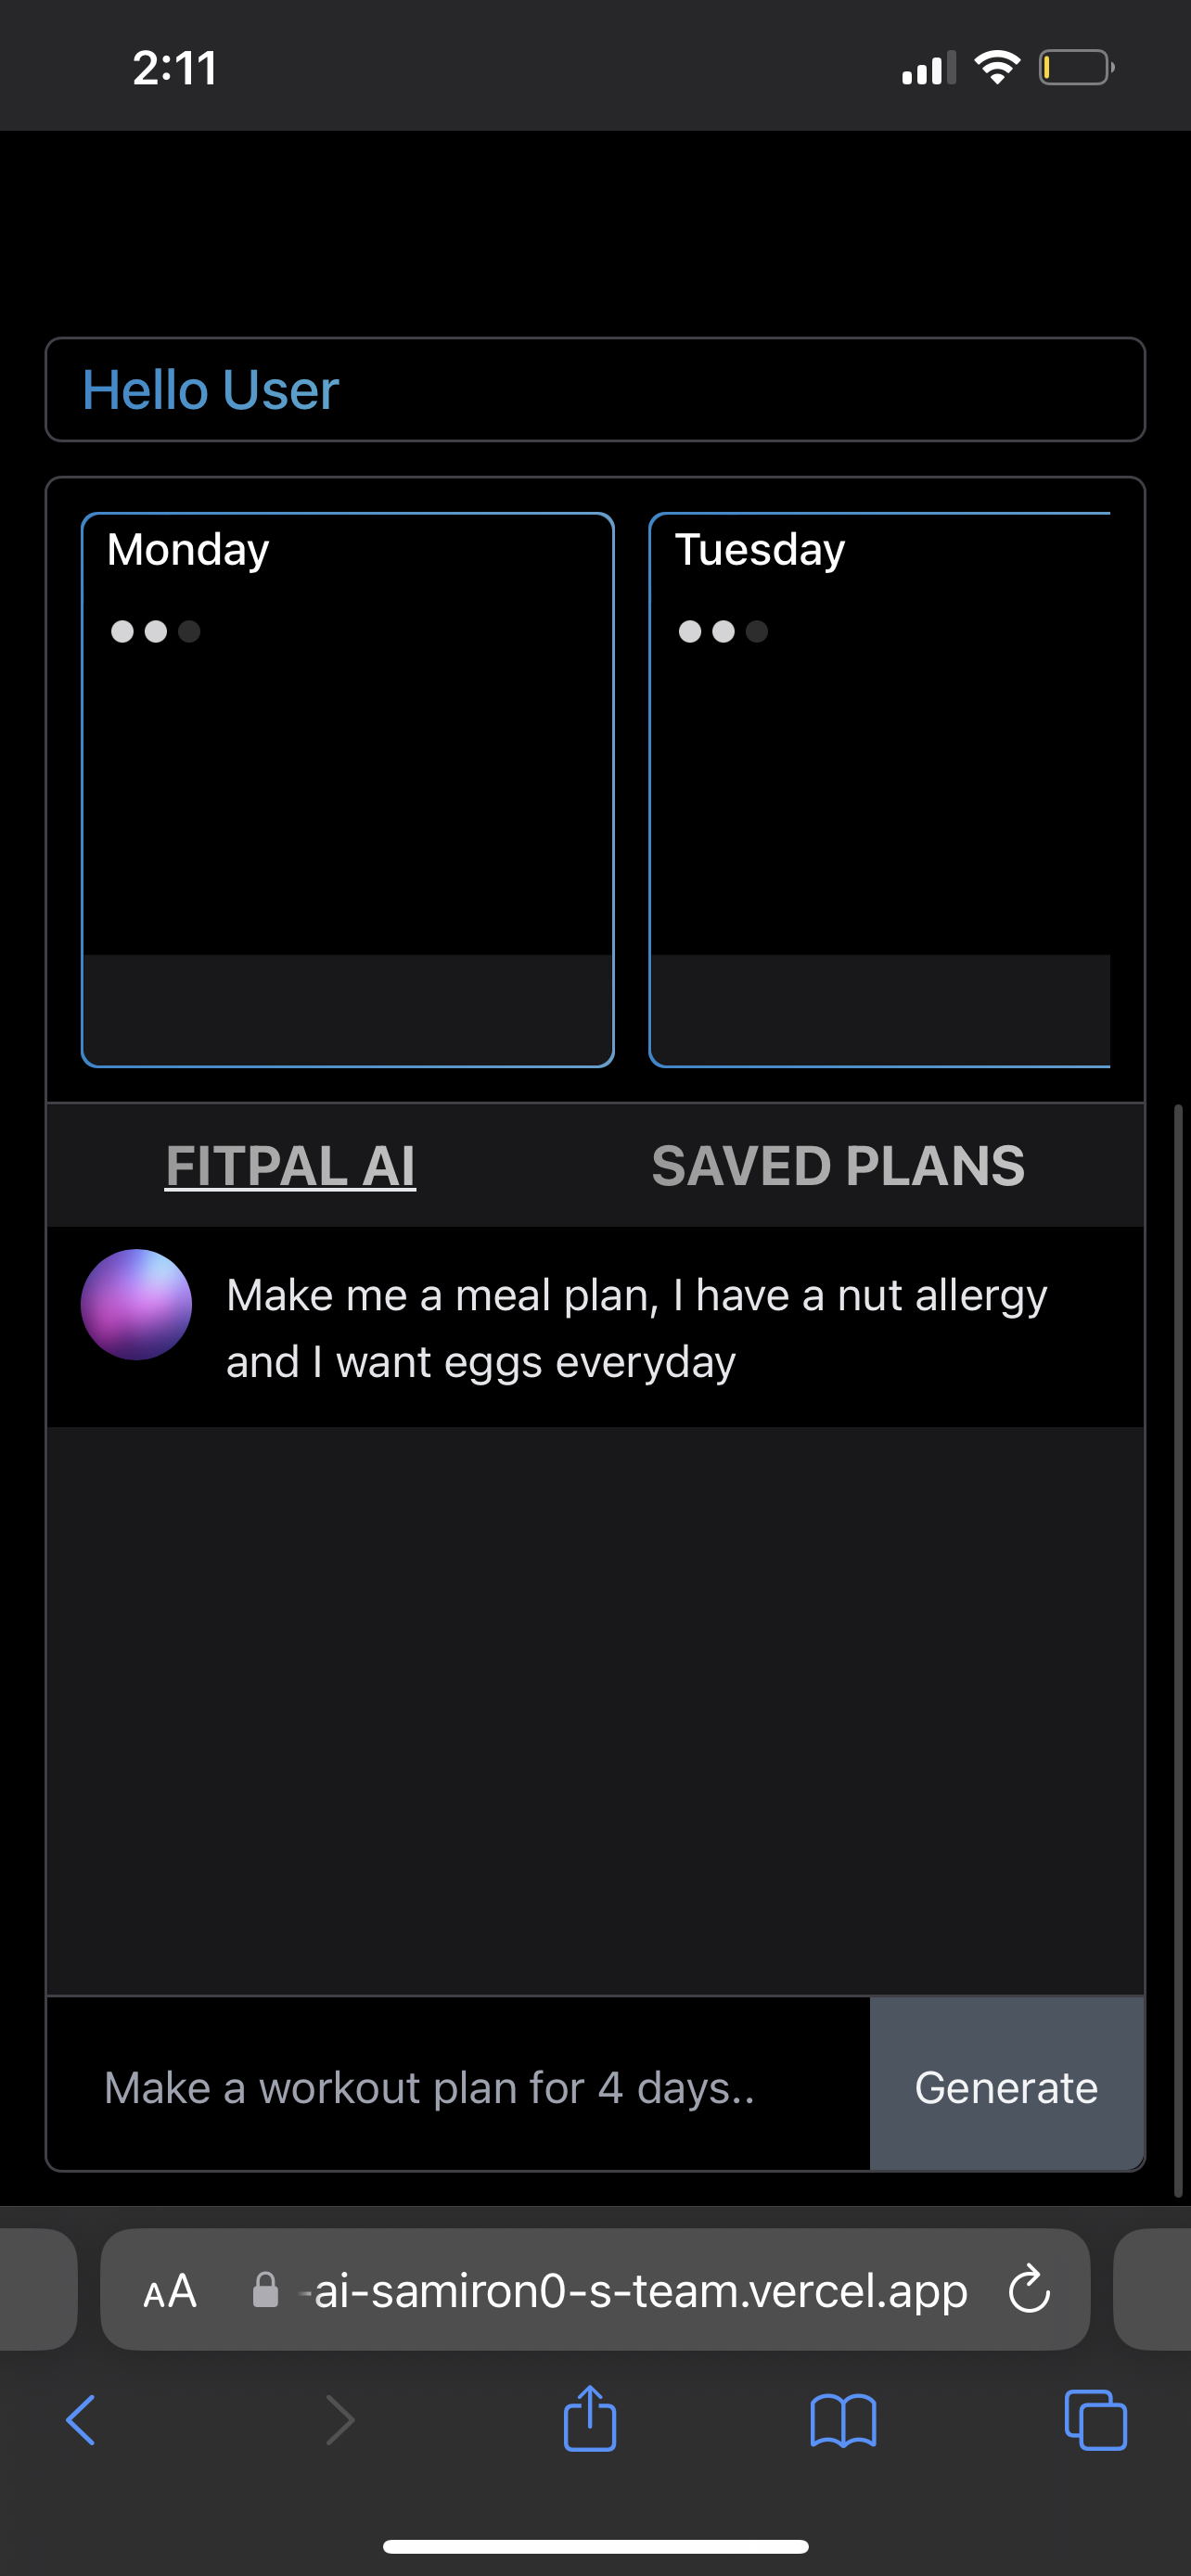 2:11
Hello User
Monday
Tuesday
FITPAL AI
SAVED PLANS
Make me a meal plan, I have a nut allergy
and I want eggs everyday
Make a workout plan for 4 days..
Generate
AA
-ai-samiron0-s-team.vercel.app